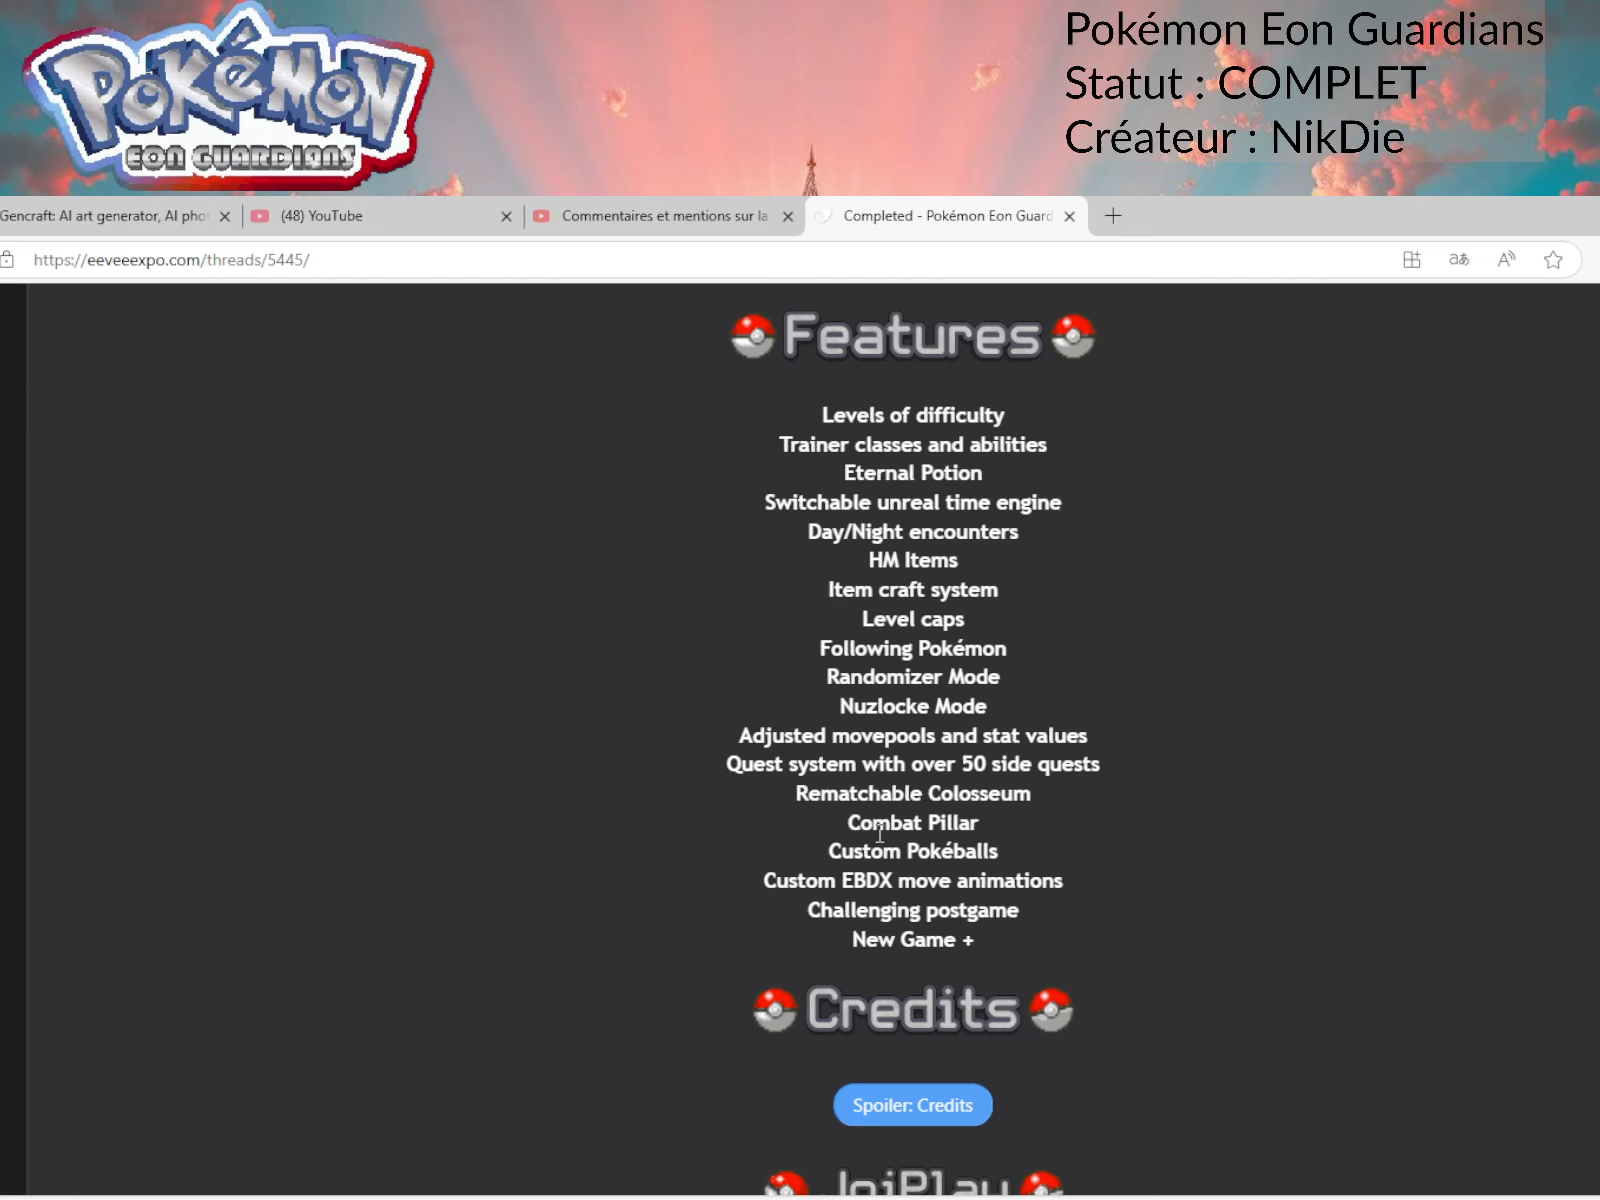 POKÉMON
EON GUARDIANS
Pokémon Eon Guardians
Statut : COMPLET
Créateur : NikDie
Gencraft: AI art generator, AI pho
(48) YouTube
Commentaires et mentions sur la
Completed - Pokémon Eon Guard
https://eeveeexpo.com/threads/5445/
Features
Levels of difficulty
Trainer classes and abilities
Eternal Potion
Switchable unreal time engine
Day/Night encounters
HM Items
Item craft system
Level caps
Following Pokémon
Randomizer Mode
Nuzlocke Mode
Adjusted movepools and stat values
Quest system with over 50 side quests
Rematchable Colosseum
Combat Pillar
Custom Pokéballs
Custom EBDX move animations
Challenging postgame
New Game +
Credits
Spoiler: Credits
JoiPlay